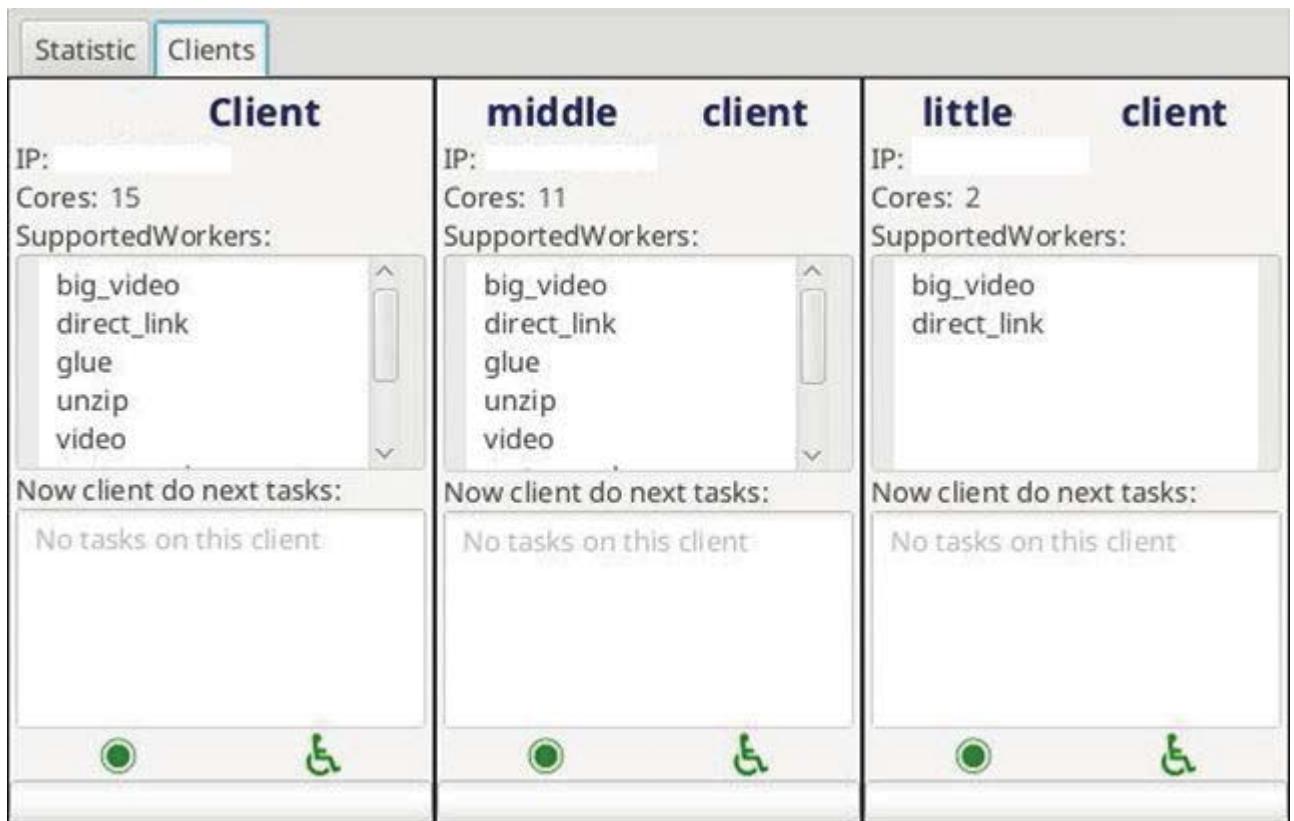 Statistic Clients
Client
IP:
Cores: 15
SupportedWorkers:
big_video
direct_link
glue
unzip
video
Now client do next tasks:
No tasks on this client
middle client
IP:
Cores: 11
SupportedWorkers:
big_video
direct_link
glue
unzip
video
Now client do next tasks:
No tasks on this client
little client
IP:
Cores: 2
SupportedWorkers:
big_video
direct_link
Now client do next tasks:
No tasks on this client